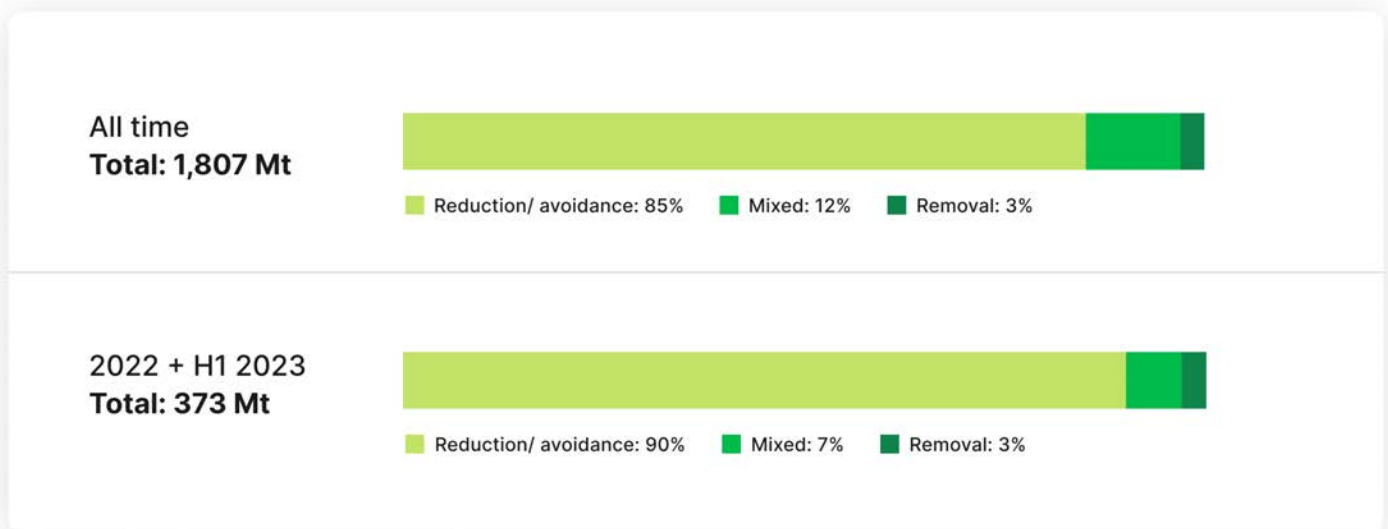 All time
Total: 1,807 Mt
Reduction/ avoidance: 85% Mixed: 12% Removal: 3%
2022 + H1 2023
Total: 373 Mt
Reduction/ avoidance: 90% Mixed: 7% Removal: 3%